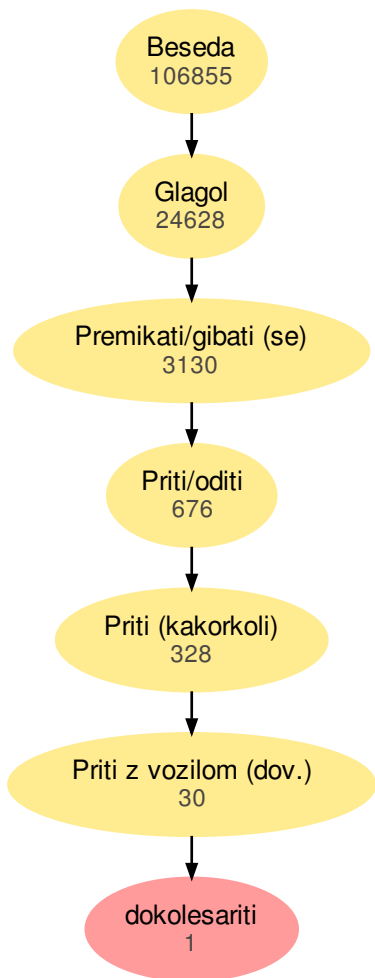 Beseda
106855
Glagol
24628
Premikati/gibati (se)
3130
Priti/oditi
676
Priti (kakorkoli)
328
Priti z vozilom (dov.)
30
dokolesariti
1